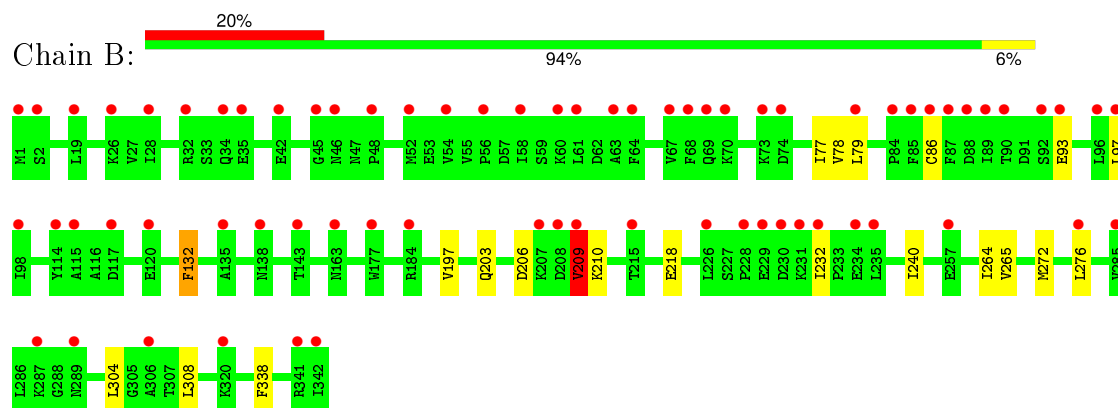 20%
Chain B:
94% 6%
M1 S2 L19 K26 V27 I28 R32 S33 Q34 E35 E42 G45 N46 N47 P48 M52 E53 V54 V55 P56 D57 I58 S59 K60 L61 D62 A63 F64 V67 F68 Q69 K70 K73 D74 I77 V78 L79 P84 F85 C86 F87 D88 I89 T90 D91 S92 E93 L96 L97
I98 Y114 A115 A116 D117 E120 F132 A135 N138 T143 N163 W177 R184 V197 Q203 D206 K207 D208 V209 K210 T215 E218 L226 S227 P228 E229 D230 K231 I232 P233 E234 L235 I240 E257 I264 V265 M272 L276
L286 K287 G288 N289 L304 G305 A306 T307 L308 K320 F338 R341 I342